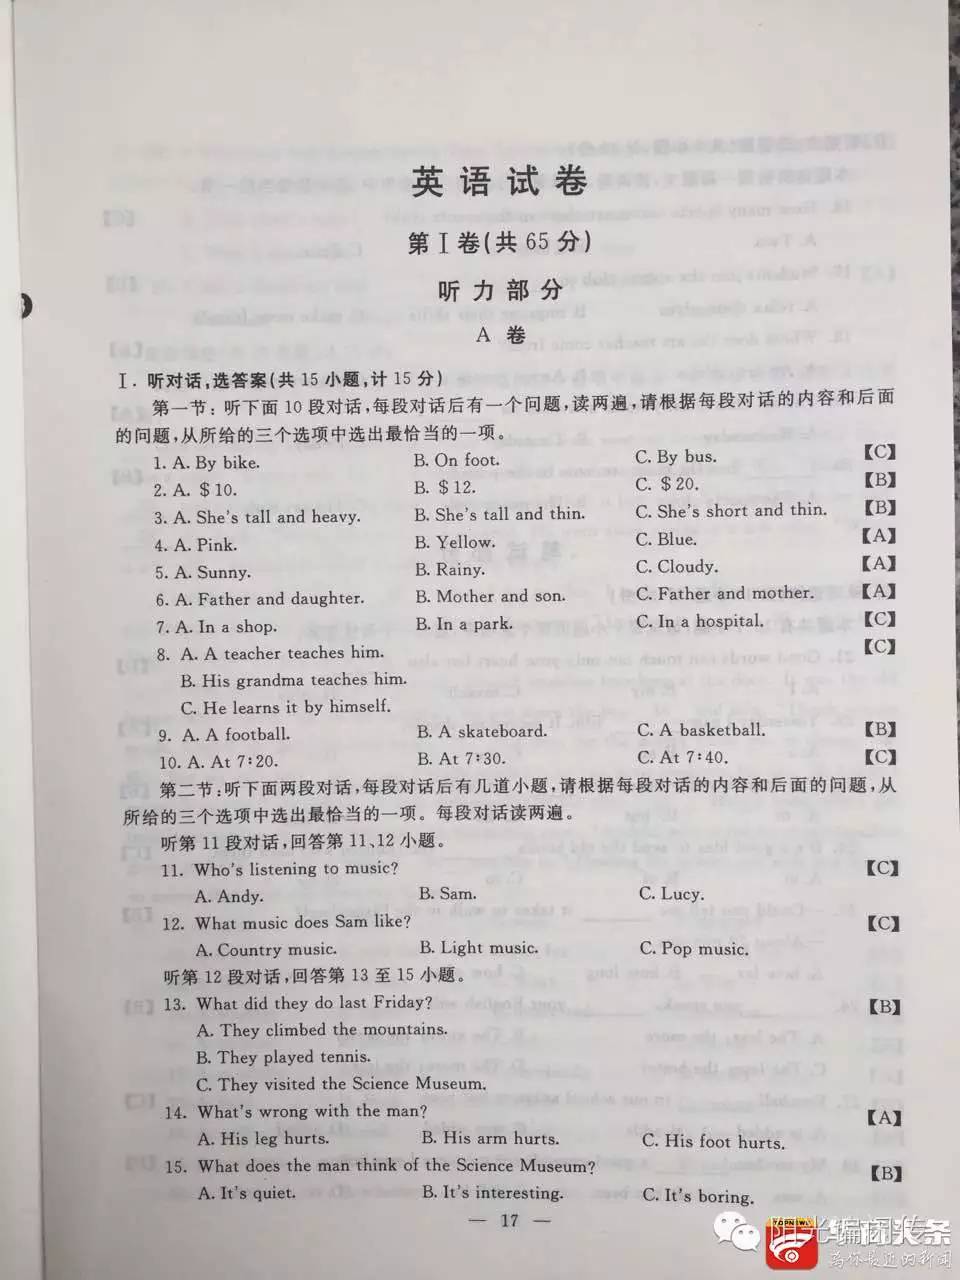 英语试卷
第Ⅰ卷(共65分)
听力部分
A 卷
Ⅰ. 听对话,选答案(共15小题,计15分)
第一节: 听下面10段对话,每段对话后有一个问题,读两遍,请根据每段对话的内容和后面
的问题,从所给的三个选项中选出最恰当的一项。
1. A. By bike. B. On foot. C. By bus. 【C】
2. A. $10. B. $12. C. $20. 【B】
3. A. She's tall and heavy. B. She's tall and thin. C. She's short and thin. 【B】
4. A. Pink. B. Yellow. C. Blue. 【A】
5. A. Sunny. B. Rainy. C. Cloudy. 【A】
6. A. Father and daughter. B. Mother and son. C. Father and mother. 【A】
7. A. In a shop. B. In a park. C. In a hospital. 【C】
8. A. A teacher teaches him. 【C】
B. His grandma teaches him.
C. He learns it by himself.
9. A. A football. B. A skateboard. C. A basketball. 【B】
10. A. At 7:20. B. At 7:30. C. At 7:40. 【C】
第二节:听下面两段对话,每段对话后有几道小题,请根据每段对话的内容和后面的问题,从
所给的三个选项中选出最恰当的一项。每段对话读两遍。
听第11段对话,回答第11、12小题。
11. Who's listening to music? 【C】
A. Andy. B. Sam. C. Lucy.
12. What music does Sam like? 【C】
A. Country music. B. Light music. C. Pop music.
听第12段对话,回答第13至15小题。
13. What did they do last Friday? 【B】
A. They climbed the mountains.
B. They played tennis.
C. They visited the Science Museum.
14. What's wrong with the man? 【A】
A. His leg hurts. B. His arm hurts. C. His foot hurts.
15. What does the man think of the Science Museum? 【B】
A. It's quiet. B. It's interesting. C. It's boring.
— 17 —
TOPNEWS
头条
为你最近的新闻